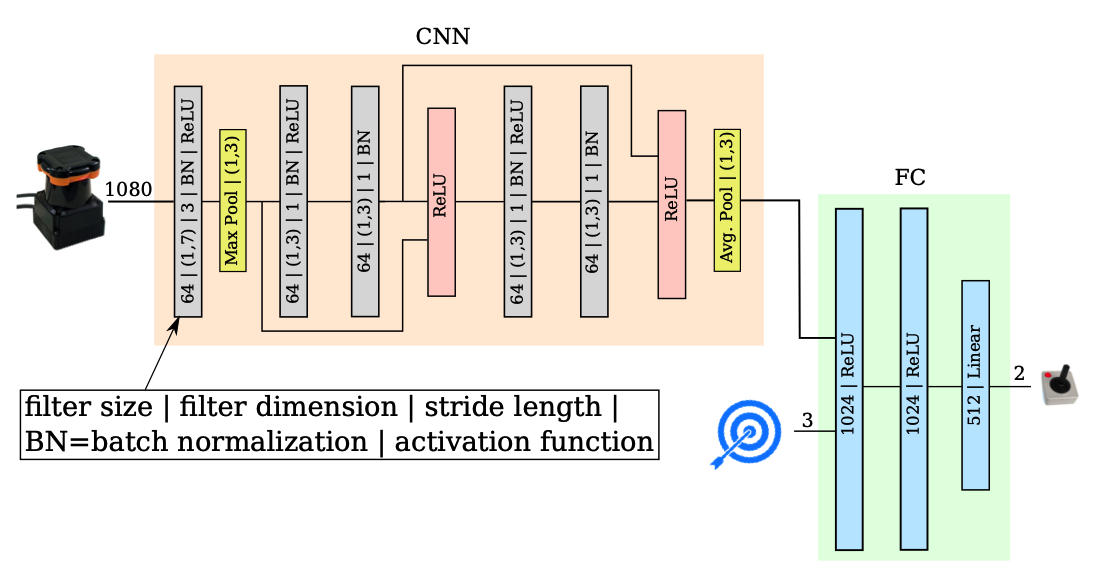 CNN
1080
64 | (1,7) | 3 | BN | ReLU
Max Pool | (1,3)
64 | (1,3) | 1 | BN | ReLU
64 | (1,3) | 1 | BN
ReLU
64 | (1,3) | 1 | BN | ReLU
64 | (1,3) | 1 | BN
ReLU
Avg. Pool | (1,3)
filter size | filter dimension | stride length |
BN=batch normalization | activation function
FC
3
1024 | ReLU
1024 | ReLU
512 | Linear
2